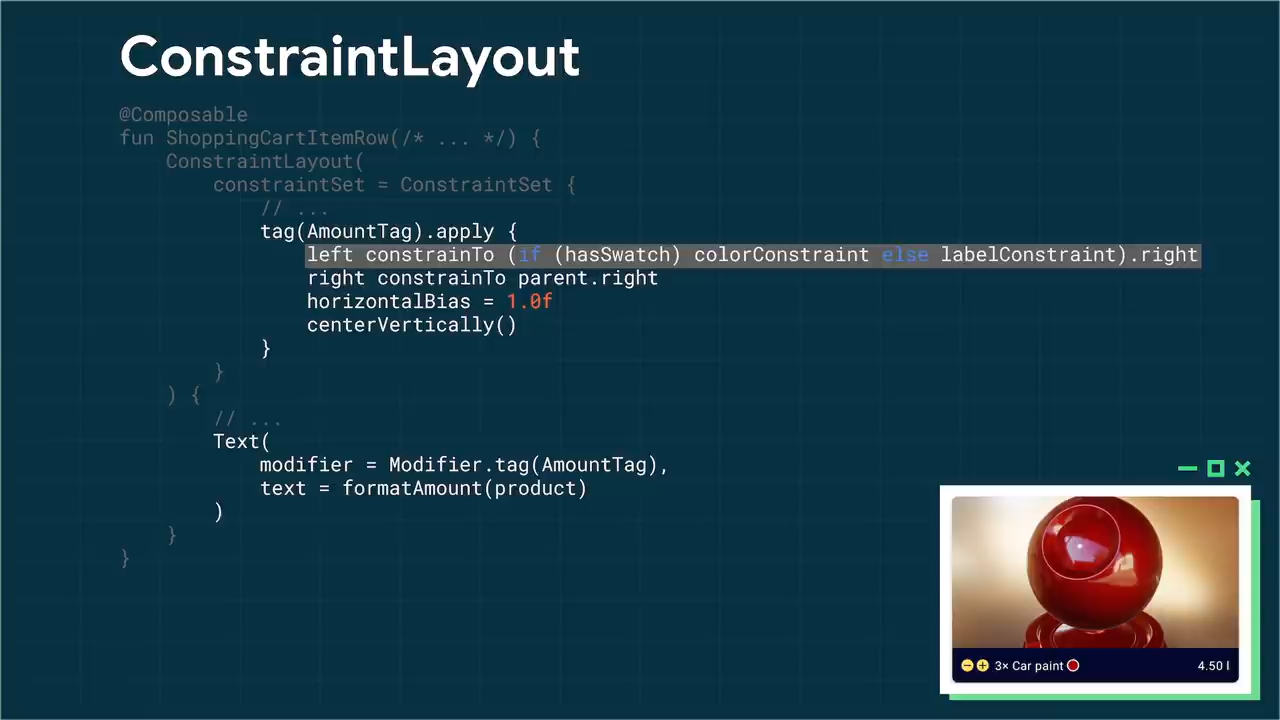 ConstraintLayout
@Composable
fun ShoppingCartItemRow(/* ... */) {
    ConstraintLayout(
        constraintSet = ConstraintSet {
            // ...
            tag(AmountTag).apply {
                left constrainTo (if (hasSwatch) colorConstraint else labelConstraint).right
                right constrainTo parent.right
                horizontalBias = 1.0f
                centerVertically()
            }
        }
    ) {
        // ...
        Text(
            modifier = Modifier.tag(AmountTag),
            text = formatAmount(product)
        )
    }
}
3× Car paint 4.50 l